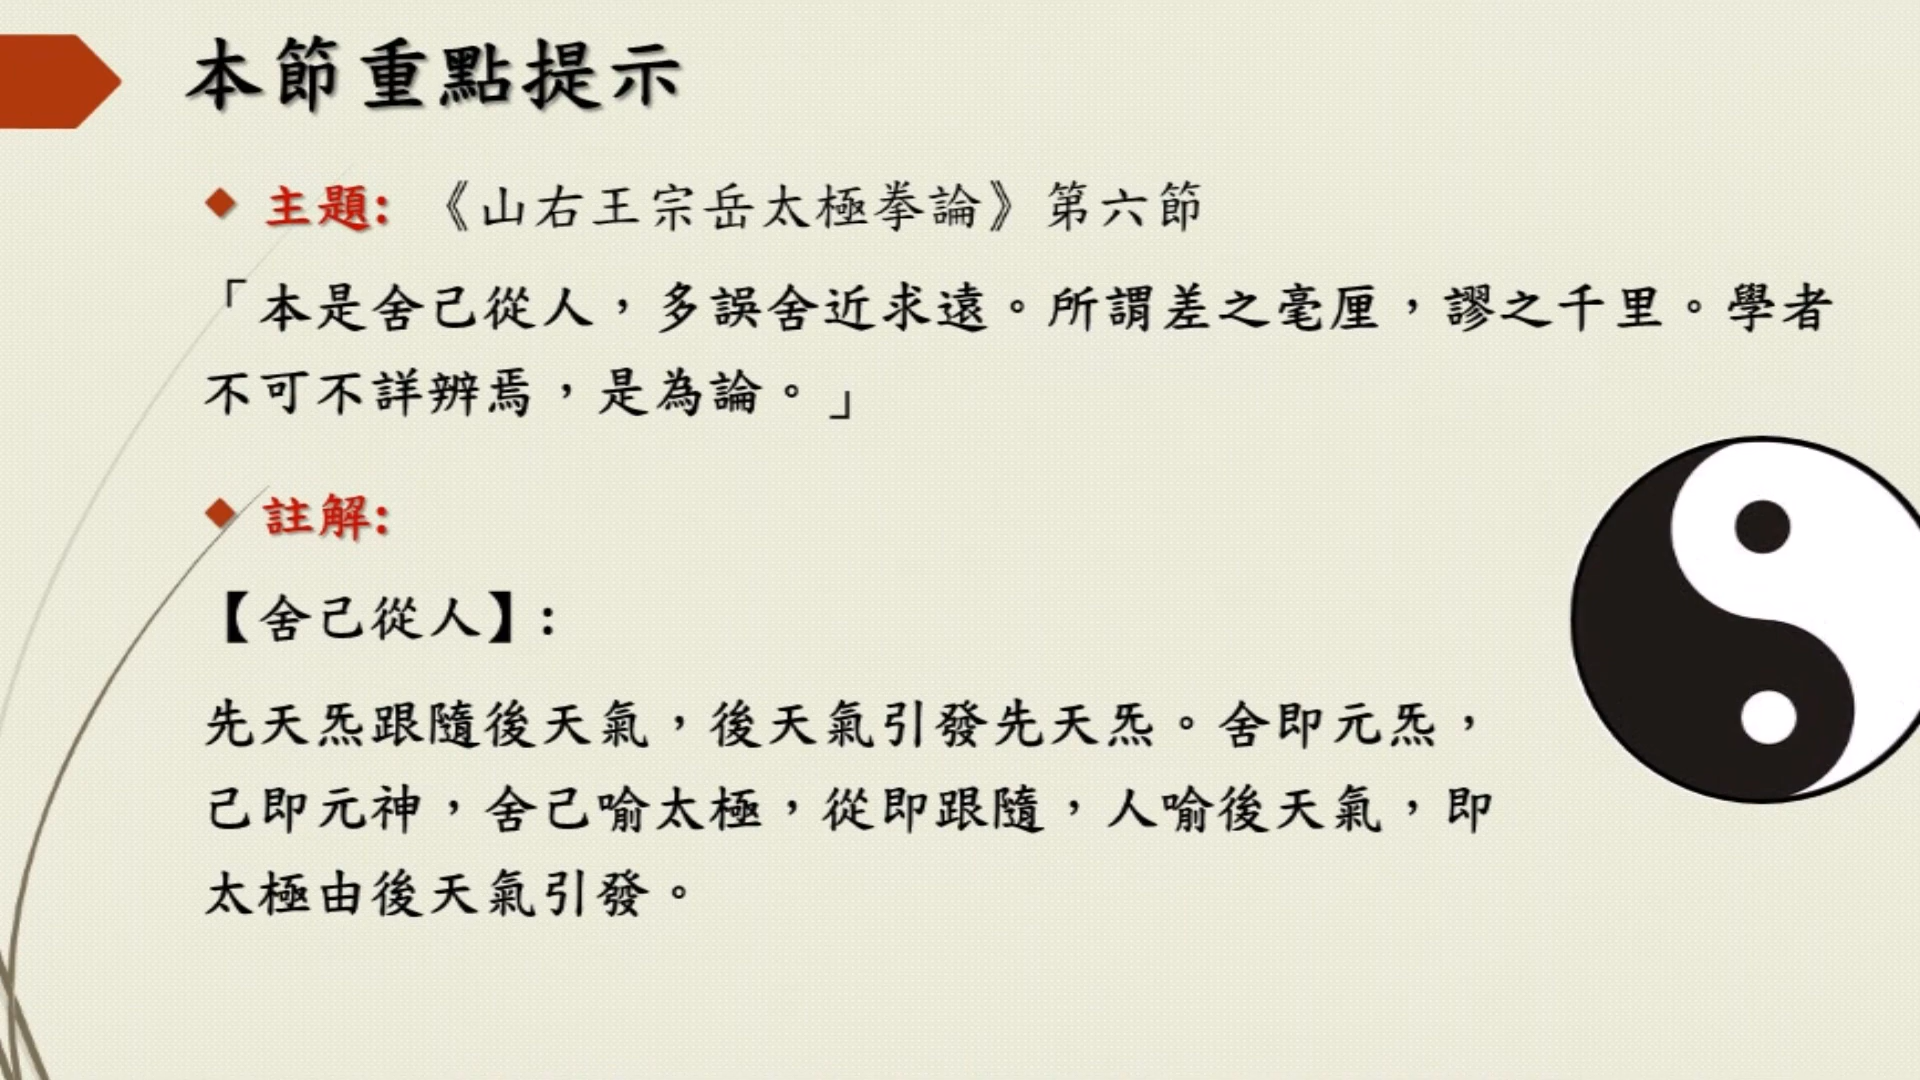 本節重點提示
主題: 《山右王宗岳太極拳論》第六節
「本是舍己從人，多誤舍近求遠。所謂差之毫厘，謬之千里。學者
不可不詳辨焉，是為論。」
註解:
【舍己從人】:
先天炁跟隨後天氣，後天氣引發先天炁。舍即元炁，
己即元神，舍己喻太極，從即跟隨，人喻後天氣，即
太極由後天氣引發。